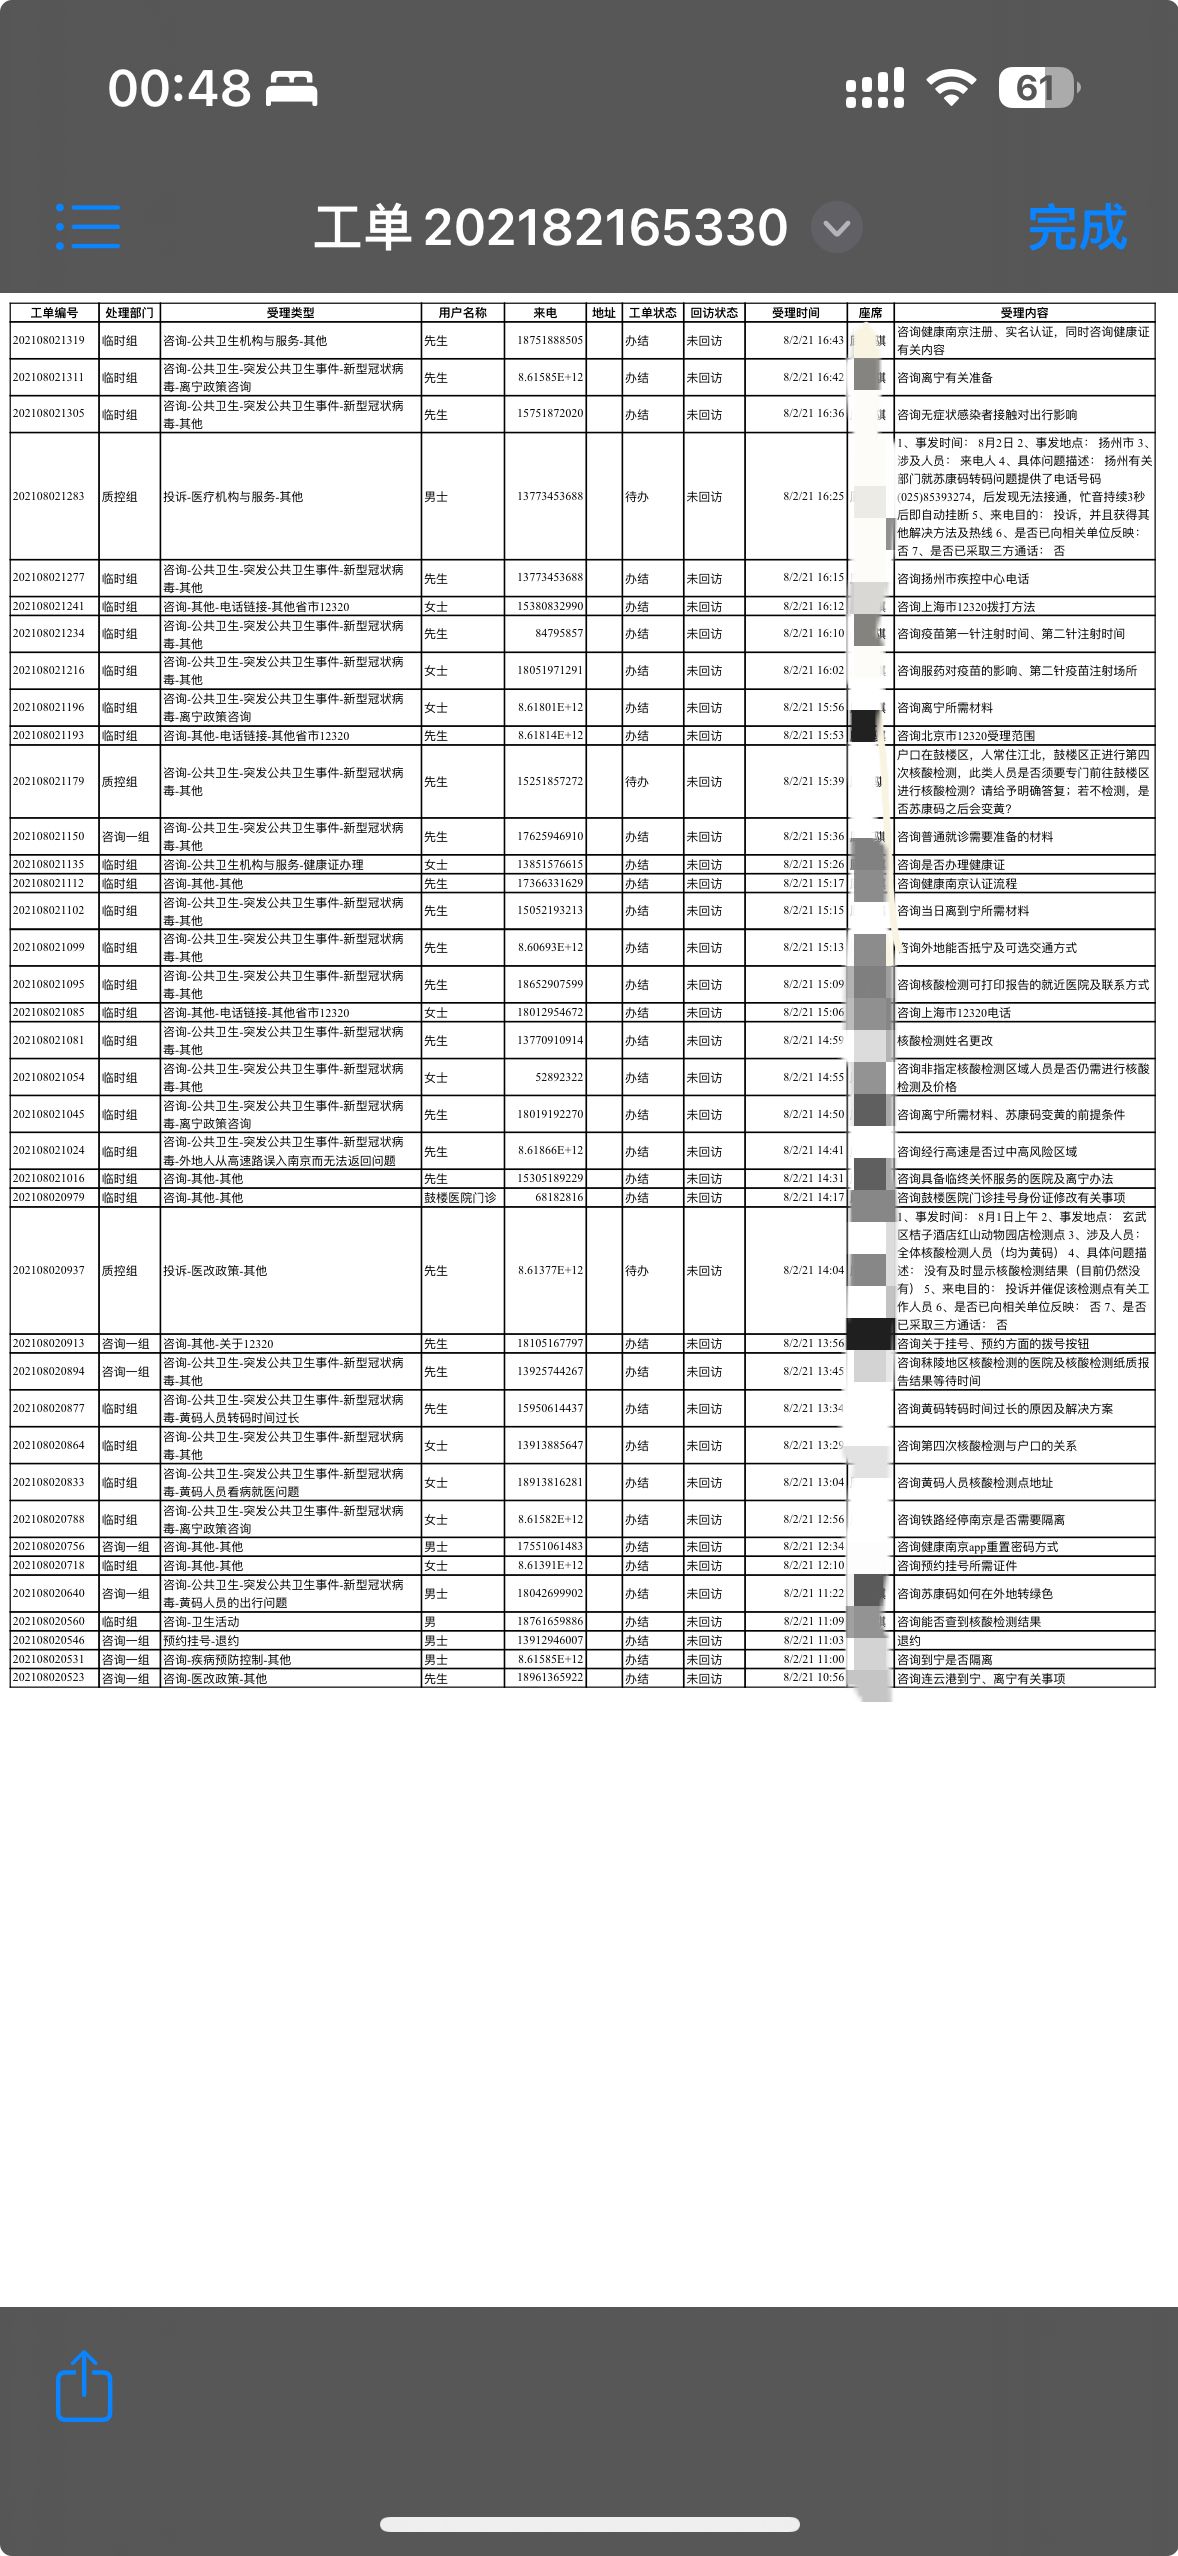 00:48
61
工单202182165330
完成
工单编号 处理部门 受理类型 用户名称 来电 地址 工单状态 回访状态 受理时间 座席 受理内容
202108021319 临时组 咨询-公共卫生机构与服务-其他 先生 18751888505 办结 未回访 8/2/21 16:43 咨询健康南京注册、实名认证，同时咨询健康证
有关内容
202108021311 临时组 咨询-公共卫生-突发公共卫生事件-新型冠状病
毒-离宁政策咨询 先生 8.61585E+12 办结 未回访 8/2/21 16:42 咨询离宁有关准备
202108021305 临时组 咨询-公共卫生-突发公共卫生事件-新型冠状病
毒-其他 先生 15751872020 办结 未回访 8/2/21 16:36 咨询无症状感染者接触对出行影响
202108021283 质控组 投诉-医疗机构与服务-其他 男士 13773453688 待办 未回访 8/2/21 16:25 1、事发时间： 8月2日 2、事发地点： 扬州市 3、
涉及人员： 来电人 4、具体问题描述： 扬州有关
部门就苏康码转码问题提供了电话号码
(025)85393274，后发现无法接通，忙音持续3秒
后即自动挂断 5、来电目的： 投诉，并且获得其
他解决方法及热线 6、是否已向相关单位反映：
否 7、是否已采取三方通话： 否
202108021277 临时组 咨询-公共卫生-突发公共卫生事件-新型冠状病
毒-其他 先生 13773453688 办结 未回访 8/2/21 16:15 咨询扬州市疾控中心电话
202108021241 临时组 咨询-其他-电话链接-其他省市12320 女士 15380832990 办结 未回访 8/2/21 16:12 咨询上海市12320拨打方法
202108021234 临时组 咨询-公共卫生-突发公共卫生事件-新型冠状病
毒-其他 先生 84795857 办结 未回访 8/2/21 16:10 咨询疫苗第一针注射时间、第二针注射时间
202108021216 临时组 咨询-公共卫生-突发公共卫生事件-新型冠状病
毒-其他 女士 18051971291 办结 未回访 8/2/21 16:02 咨询服药对疫苗的影响、第二针疫苗注射场所
202108021196 临时组 咨询-公共卫生-突发公共卫生事件-新型冠状病
毒-离宁政策咨询 女士 8.61801E+12 办结 未回访 8/2/21 15:56 咨询离宁所需材料
202108021193 临时组 咨询-其他-电话链接-其他省市12320 先生 8.61814E+12 办结 未回访 8/2/21 15:53 咨询北京市12320受理范围
202108021179 质控组 咨询-公共卫生-突发公共卫生事件-新型冠状病
毒-其他 先生 15251857272 待办 未回访 8/2/21 15:39 户口在鼓楼区，人常住江北，鼓楼区正进行第四
次核酸检测，此类人员是否须要专门前往鼓楼区
进行核酸检测？请给予明确答复；若不检测，是
否苏康码之后会变黄？
202108021150 咨询一组 咨询-公共卫生-突发公共卫生事件-新型冠状病
毒-其他 先生 17625946910 办结 未回访 8/2/21 15:36 咨询普通就诊需要准备的材料
202108021135 临时组 咨询-公共卫生机构与服务-健康证办理 女士 13851576615 办结 未回访 8/2/21 15:26 咨询是否办理健康证
202108021112 临时组 咨询-其他-其他 先生 17366331629 办结 未回访 8/2/21 15:17 咨询健康南京认证流程
202108021102 临时组 咨询-公共卫生-突发公共卫生事件-新型冠状病
毒-其他 先生 15052193213 办结 未回访 8/2/21 15:15 咨询当日离到宁所需材料
202108021099 临时组 咨询-公共卫生-突发公共卫生事件-新型冠状病
毒-其他 先生 8.60693E+12 办结 未回访 8/2/21 15:13 咨询外地能否抵宁及可选交通方式
202108021095 临时组 咨询-公共卫生-突发公共卫生事件-新型冠状病
毒-其他 先生 18652907599 办结 未回访 8/2/21 15:09 咨询核酸检测可打印报告的就近医院及联系方式
202108021085 临时组 咨询-其他-电话链接-其他省市12320 女士 18012954672 办结 未回访 8/2/21 15:06 咨询上海市12320电话
202108021081 临时组 咨询-公共卫生-突发公共卫生事件-新型冠状病
毒-其他 先生 13770910914 办结 未回访 8/2/21 14:59 核酸检测姓名更改
202108021054 临时组 咨询-公共卫生-突发公共卫生事件-新型冠状病
毒-其他 女士 52892322 办结 未回访 8/2/21 14:55 咨询非指定核酸检测区域人员是否仍需进行核酸
检测及价格
202108021045 临时组 咨询-公共卫生-突发公共卫生事件-新型冠状病
毒-离宁政策咨询 先生 18019192270 办结 未回访 8/2/21 14:50 咨询离宁所需材料、苏康码变黄的前提条件
202108021024 临时组 咨询-公共卫生-突发公共卫生事件-新型冠状病
毒-外地人从高速路误入南京而无法返回问题 先生 8.61866E+12 办结 未回访 8/2/21 14:41 咨询经行高速是否过中高风险区域
202108021016 临时组 咨询-其他-其他 先生 15305189229 办结 未回访 8/2/21 14:31 咨询具备临终关怀服务的医院及离宁办法
202108020979 临时组 咨询-其他-其他 鼓楼医院门诊 68182816 办结 未回访 8/2/21 14:17 咨询鼓楼医院门诊挂号身份证修改有关事项
202108020937 质控组 投诉-医改政策-其他 先生 8.61377E+12 待办 未回访 8/2/21 14:04 1、事发时间： 8月1日上午 2、事发地点： 玄武
区桔子酒店红山动物园店检测点 3、涉及人员：
全体核酸检测人员（均为黄码） 4、具体问题描
述： 没有及时显示核酸检测结果（目前仍然没
有） 5、来电目的： 投诉并催促该检测点有关工
作人员 6、是否已向相关单位反映： 否 7、是否
已采取三方通话： 否
202108020913 咨询一组 咨询-其他-关于12320 先生 18105167797 办结 未回访 8/2/21 13:56 咨询关于挂号、预约方面的拨号按钮
202108020894 咨询一组 咨询-公共卫生-突发公共卫生事件-新型冠状病
毒-其他 先生 13925744267 办结 未回访 8/2/21 13:45 咨询秣陵地区核酸检测的医院及核酸检测纸质报
告结果等待时间
202108020877 临时组 咨询-公共卫生-突发公共卫生事件-新型冠状病
毒-黄码人员转码时间过长 先生 15950614437 办结 未回访 8/2/21 13:34 咨询黄码转码时间过长的原因及解决方案
202108020864 临时组 咨询-公共卫生-突发公共卫生事件-新型冠状病
毒-其他 女士 13913885647 办结 未回访 8/2/21 13:29 咨询第四次核酸检测与户口的关系
202108020833 临时组 咨询-公共卫生-突发公共卫生事件-新型冠状病
毒-黄码人员看病就医问题 女士 18913816281 办结 未回访 8/2/21 13:04 咨询黄码人员核酸检测点地址
202108020788 临时组 咨询-公共卫生-突发公共卫生事件-新型冠状病
毒-离宁政策咨询 女士 8.61582E+12 办结 未回访 8/2/21 12:56 咨询铁路经停南京是否需要隔离
202108020756 咨询一组 咨询-其他-其他 男士 17551061483 办结 未回访 8/2/21 12:34 咨询健康南京app重置密码方式
202108020718 临时组 咨询-其他-其他 女士 8.61391E+12 办结 未回访 8/2/21 12:10 咨询预约挂号所需证件
202108020640 咨询一组 咨询-公共卫生-突发公共卫生事件-新型冠状病
毒-黄码人员的出行问题 男士 18042699902 办结 未回访 8/2/21 11:22 咨询苏康码如何在外地转绿色
202108020560 临时组 咨询-卫生活动 男 18761659886 办结 未回访 8/2/21 11:09 咨询能否查到核酸检测结果
202108020546 咨询一组 预约挂号-退约 男士 13912946007 办结 未回访 8/2/21 11:03 退约
202108020531 咨询一组 咨询-疾病预防控制-其他 男士 8.61585E+12 办结 未回访 8/2/21 11:00 咨询到宁是否隔离
202108020523 咨询一组 咨询-医改政策-其他 先生 18961365922 办结 未回访 8/2/21 10:56 咨询连云港到宁、离宁有关事项